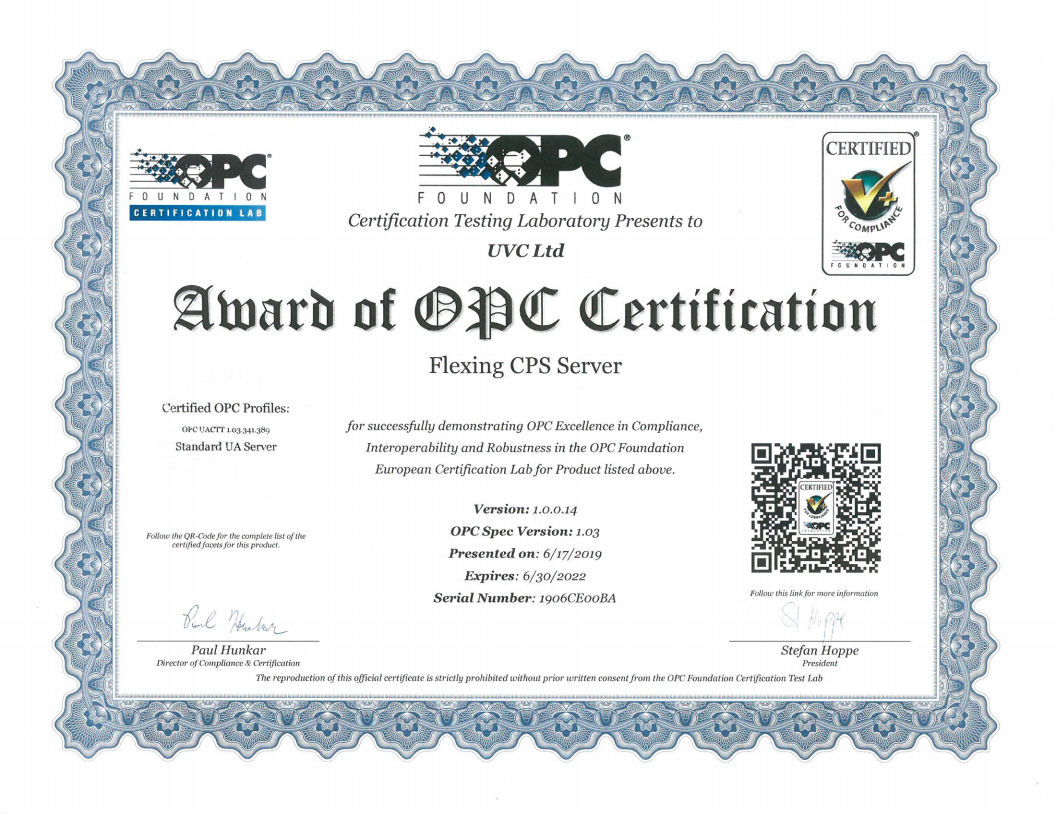 OPC
FOUNDATION
CERTIFICATION LAB
OPC®
FOUNDATION
CERTIFIED
FOR COMPLIANCE
OPC
FOUNDATION
Certification Testing Laboratory Presents to
UVC Ltd
Award of OPC Certification
Flexing CPS Server
Certified OPC Profiles:
OPC UACTT 1.03.341.389
Standard UA Server
for successfully demonstrating OPC Excellence in Compliance,
Interoperability and Robustness in the OPC Foundation
European Certification Lab for Product listed above.
Version: 1.0.0.14
OPC Spec Version: 1.03
Presented on: 6/17/2019
Expires: 6/30/2022
Serial Number: 1906CE00BA
Follow the QR-Code for the complete list of the
certified facets for this product.
CERTIFIED
OPC
Follow this link for more information
Paul Hunkar
St Hoppe
Paul Hunkar
Director of Compliance & Certification
Stefan Hoppe
President
The reproduction of this official certificate is strictly prohibited without prior written consent from the OPC Foundation Certification Test Lab